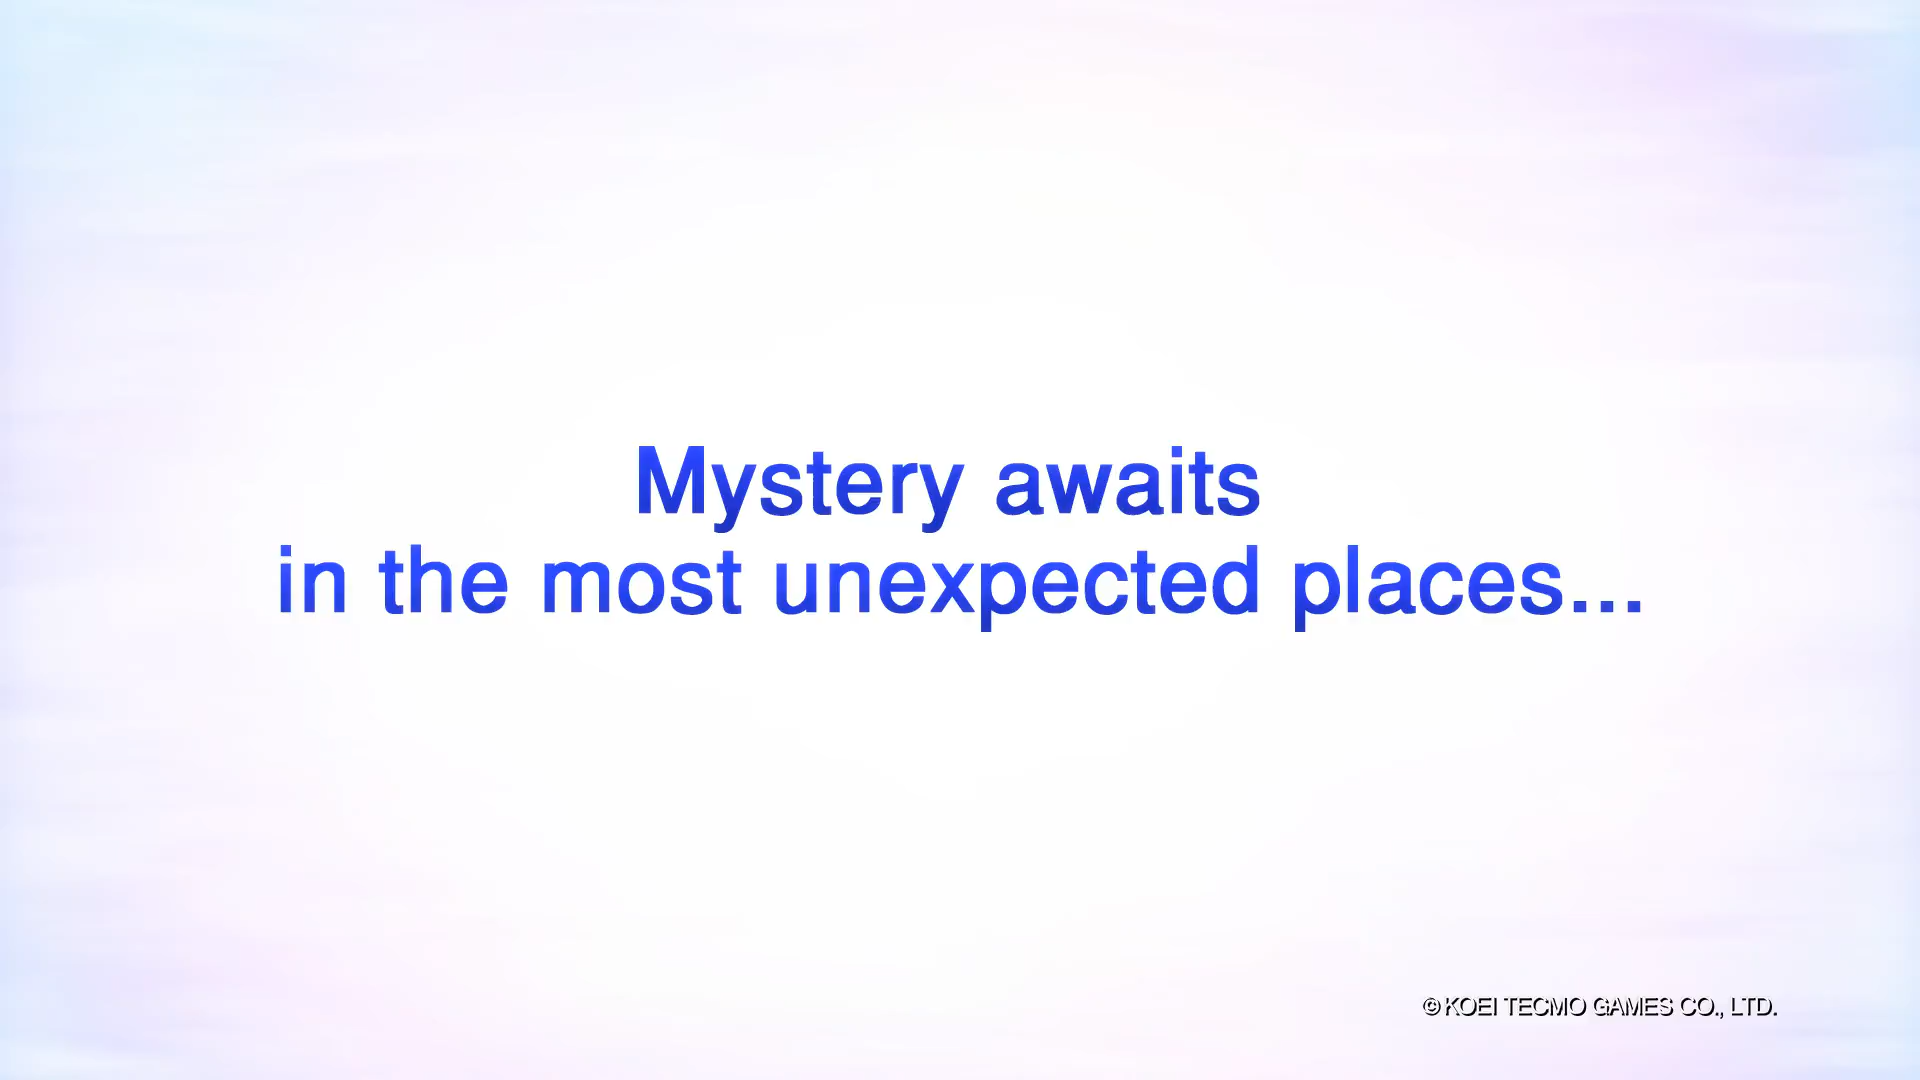 Mystery awaits
in the most unexpected places...
©KOEI TECMO GAMES CO., LTD.